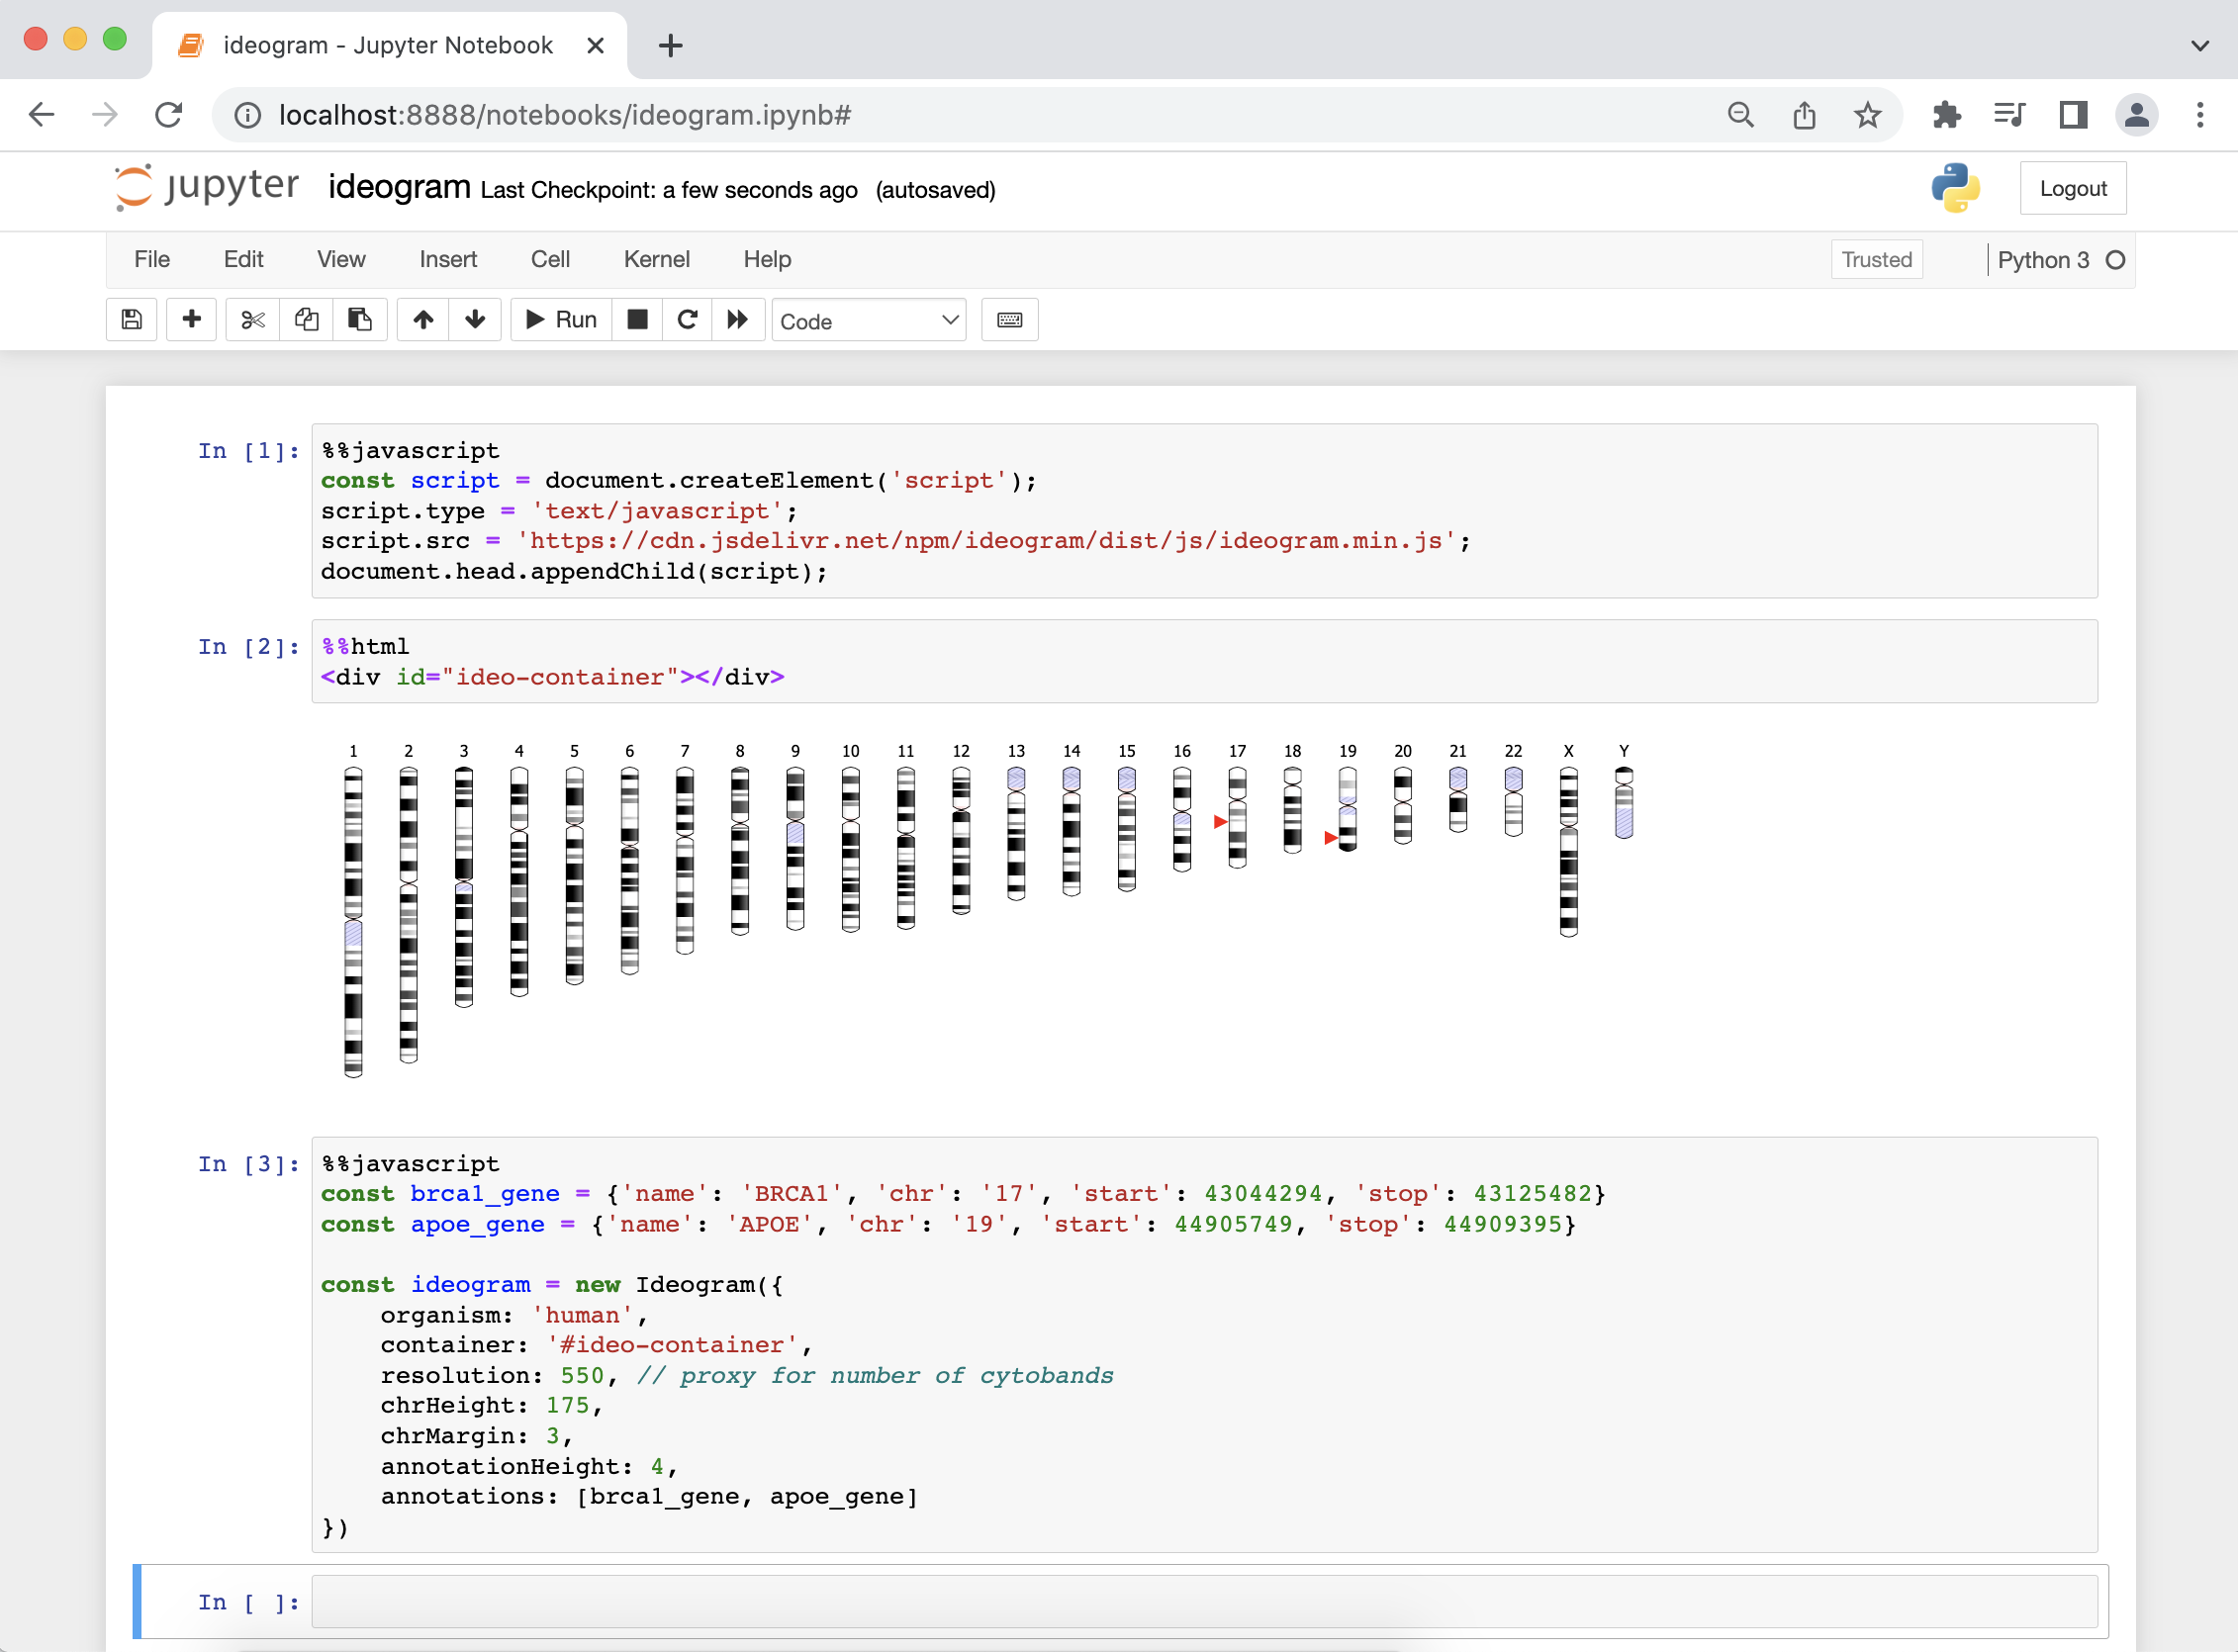 ideogram - Jupyter Notebook
localhost:8888/notebooks/ideogram.ipynb#
jupyter ideogram Last Checkpoint: a few seconds ago (autosaved)
Logout
File Edit View Insert Cell Kernel Help
Trusted
Python 3
Run
Code
In [1]:
%%javascript
const script = document.createElement('script');
script.type = 'text/javascript';
script.src = 'https://cdn.jsdelivr.net/npm/ideogram/dist/js/ideogram.min.js';
document.head.appendChild(script);
In [2]:
%%html
<div id="ideo-container"></div>
1 2 3 4 5 6 7 8 9 10 11 12 13 14 15 16 17 18 19 20 21 22 X Y
In [3]:
%%javascript
const brca1_gene = {'name': 'BRCA1', 'chr': '17', 'start': 43044294, 'stop': 43125482}
const apoe_gene = {'name': 'APOE', 'chr': '19', 'start': 44905749, 'stop': 44909395}
const ideogram = new Ideogram({
    organism: 'human',
    container: '#ideo-container',
    resolution: 550, // proxy for number of cytobands
    chrHeight: 175,
    chrMargin: 3,
    annotationHeight: 4,
    annotations: [brca1_gene, apoe_gene]
})
In [ ]: